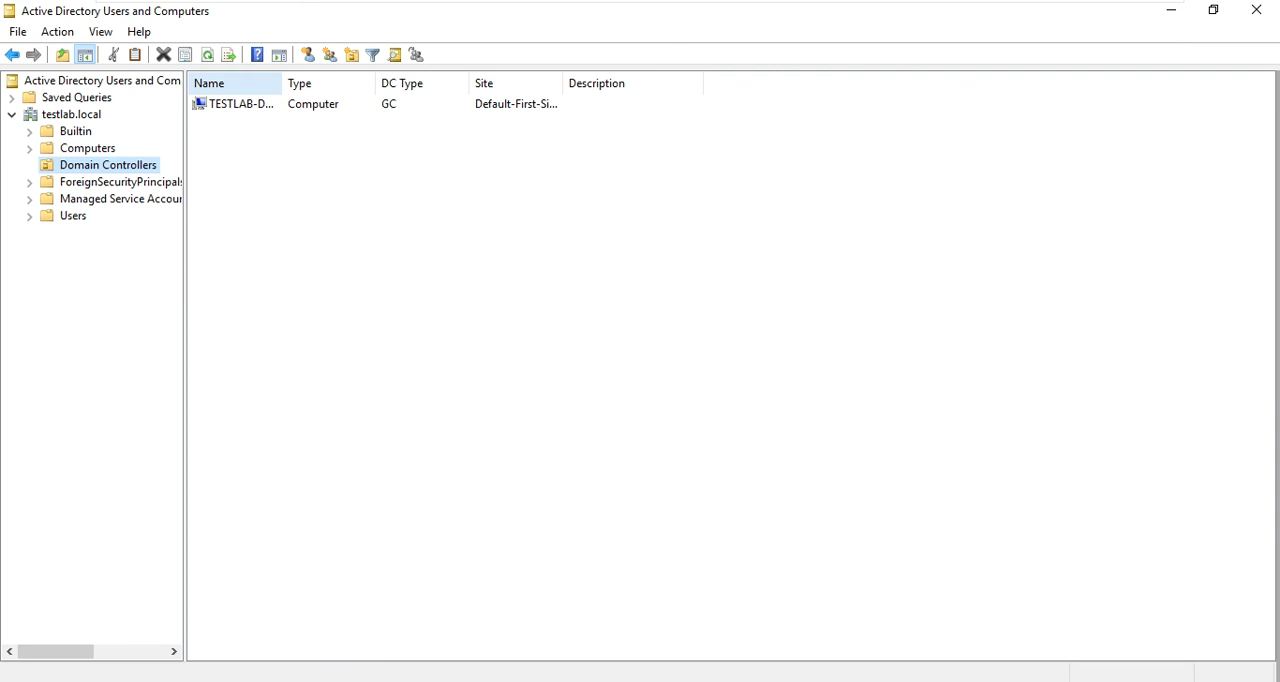 Active Directory Users and Computers
File Action View Help
Active Directory Users and Com
Saved Queries
testlab.local
Builtin
Computers
Domain Controllers
ForeignSecurityPrincipals
Managed Service Accour
Users
Name Type DC Type Site Description
TESTLAB-D... Computer GC Default-First-Si...